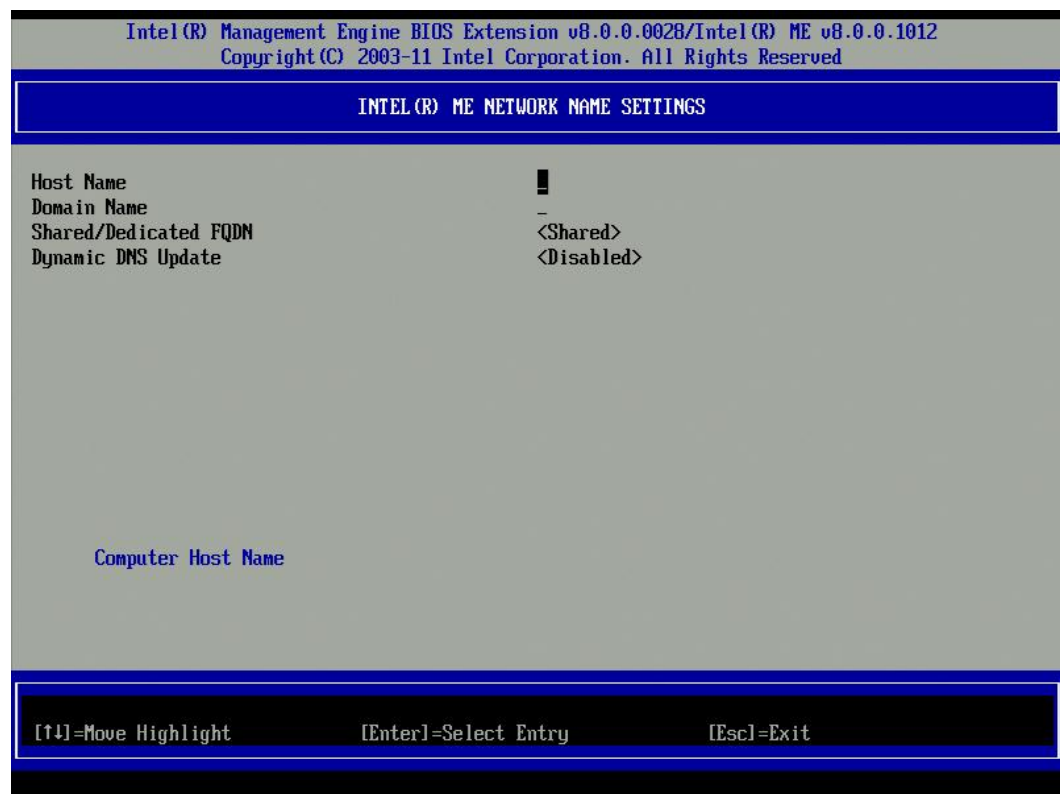 Intel(R) Management Engine BIOS Extension v8.0.0.0028/Intel(R) ME v8.0.0.1012
Copyright(C) 2003-11 Intel Corporation. All Rights Reserved
INTEL(R) ME NETWORK NAME SETTINGS
Host Name _
Domain Name _
Shared/Dedicated FQDN <Shared>
Dynamic DNS Update <Disabled>
Computer Host Name
[↑↓]=Move Highlight [Enter]=Select Entry [Esc]=Exit